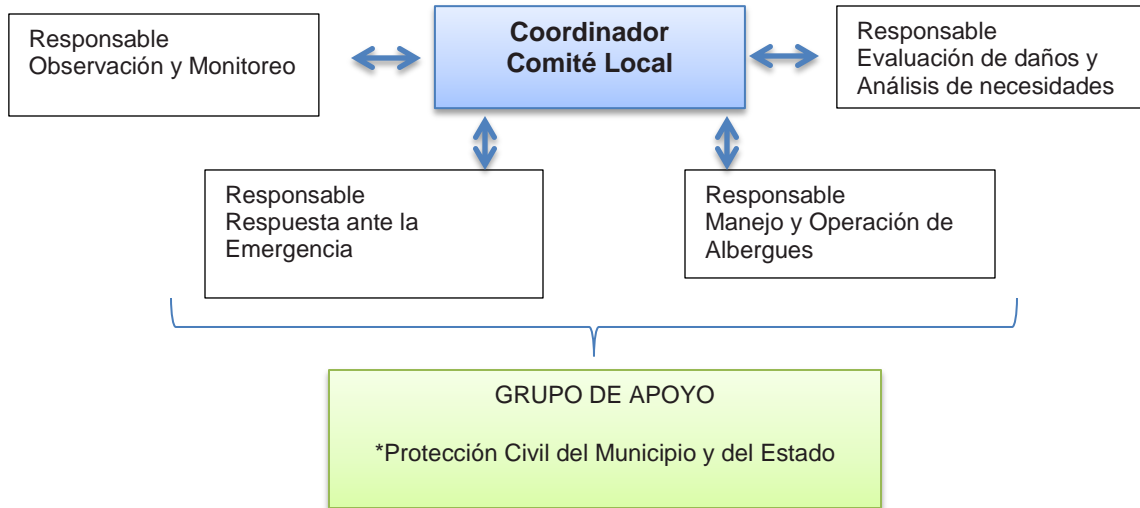 Responsable
Observación y Monitoreo
Coordinador
Comité Local
Responsable
Evaluación de daños y
Análisis de necesidades
Responsable
Respuesta ante la
Emergencia
Responsable
Manejo y Operación de
Albergues
GRUPO DE APOYO
*Protección Civil del Municipio y del Estado